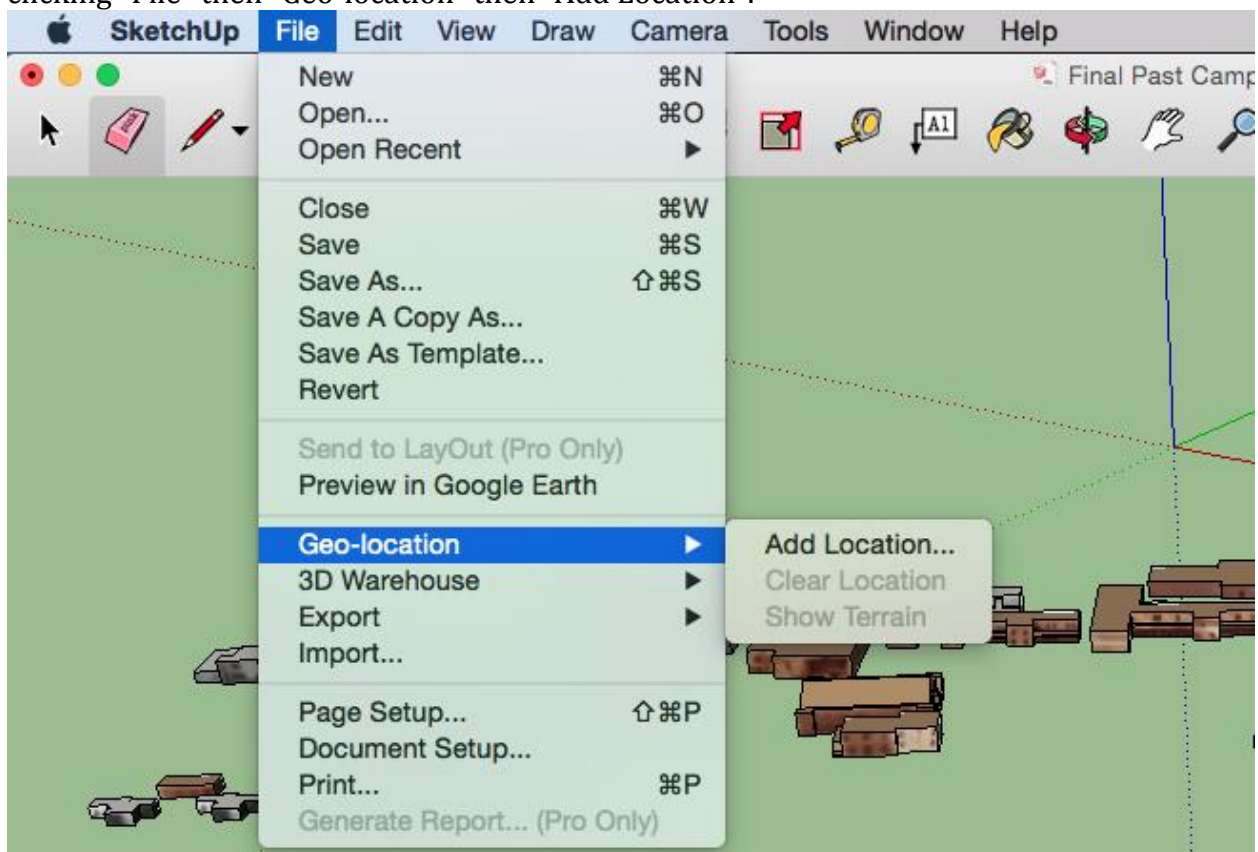 clicking "File" then "Geo-location" then "Add Location".
SketchUp File Edit View Draw Camera Tools Window Help
Final Past Camp
A1
New ⌘N
Open... ⌘O
Open Recent ▶
Close ⌘W
Save ⌘S
Save As... ⇧⌘S
Save A Copy As...
Save As Template...
Revert
Send to LayOut (Pro Only)
Preview in Google Earth
Geo-location ▶
Add Location...
Clear Location
Show Terrain
3D Warehouse ▶
Export ▶
Import...
Page Setup... ⇧⌘P
Document Setup...
Print... ⌘P
Generate Report... (Pro Only)